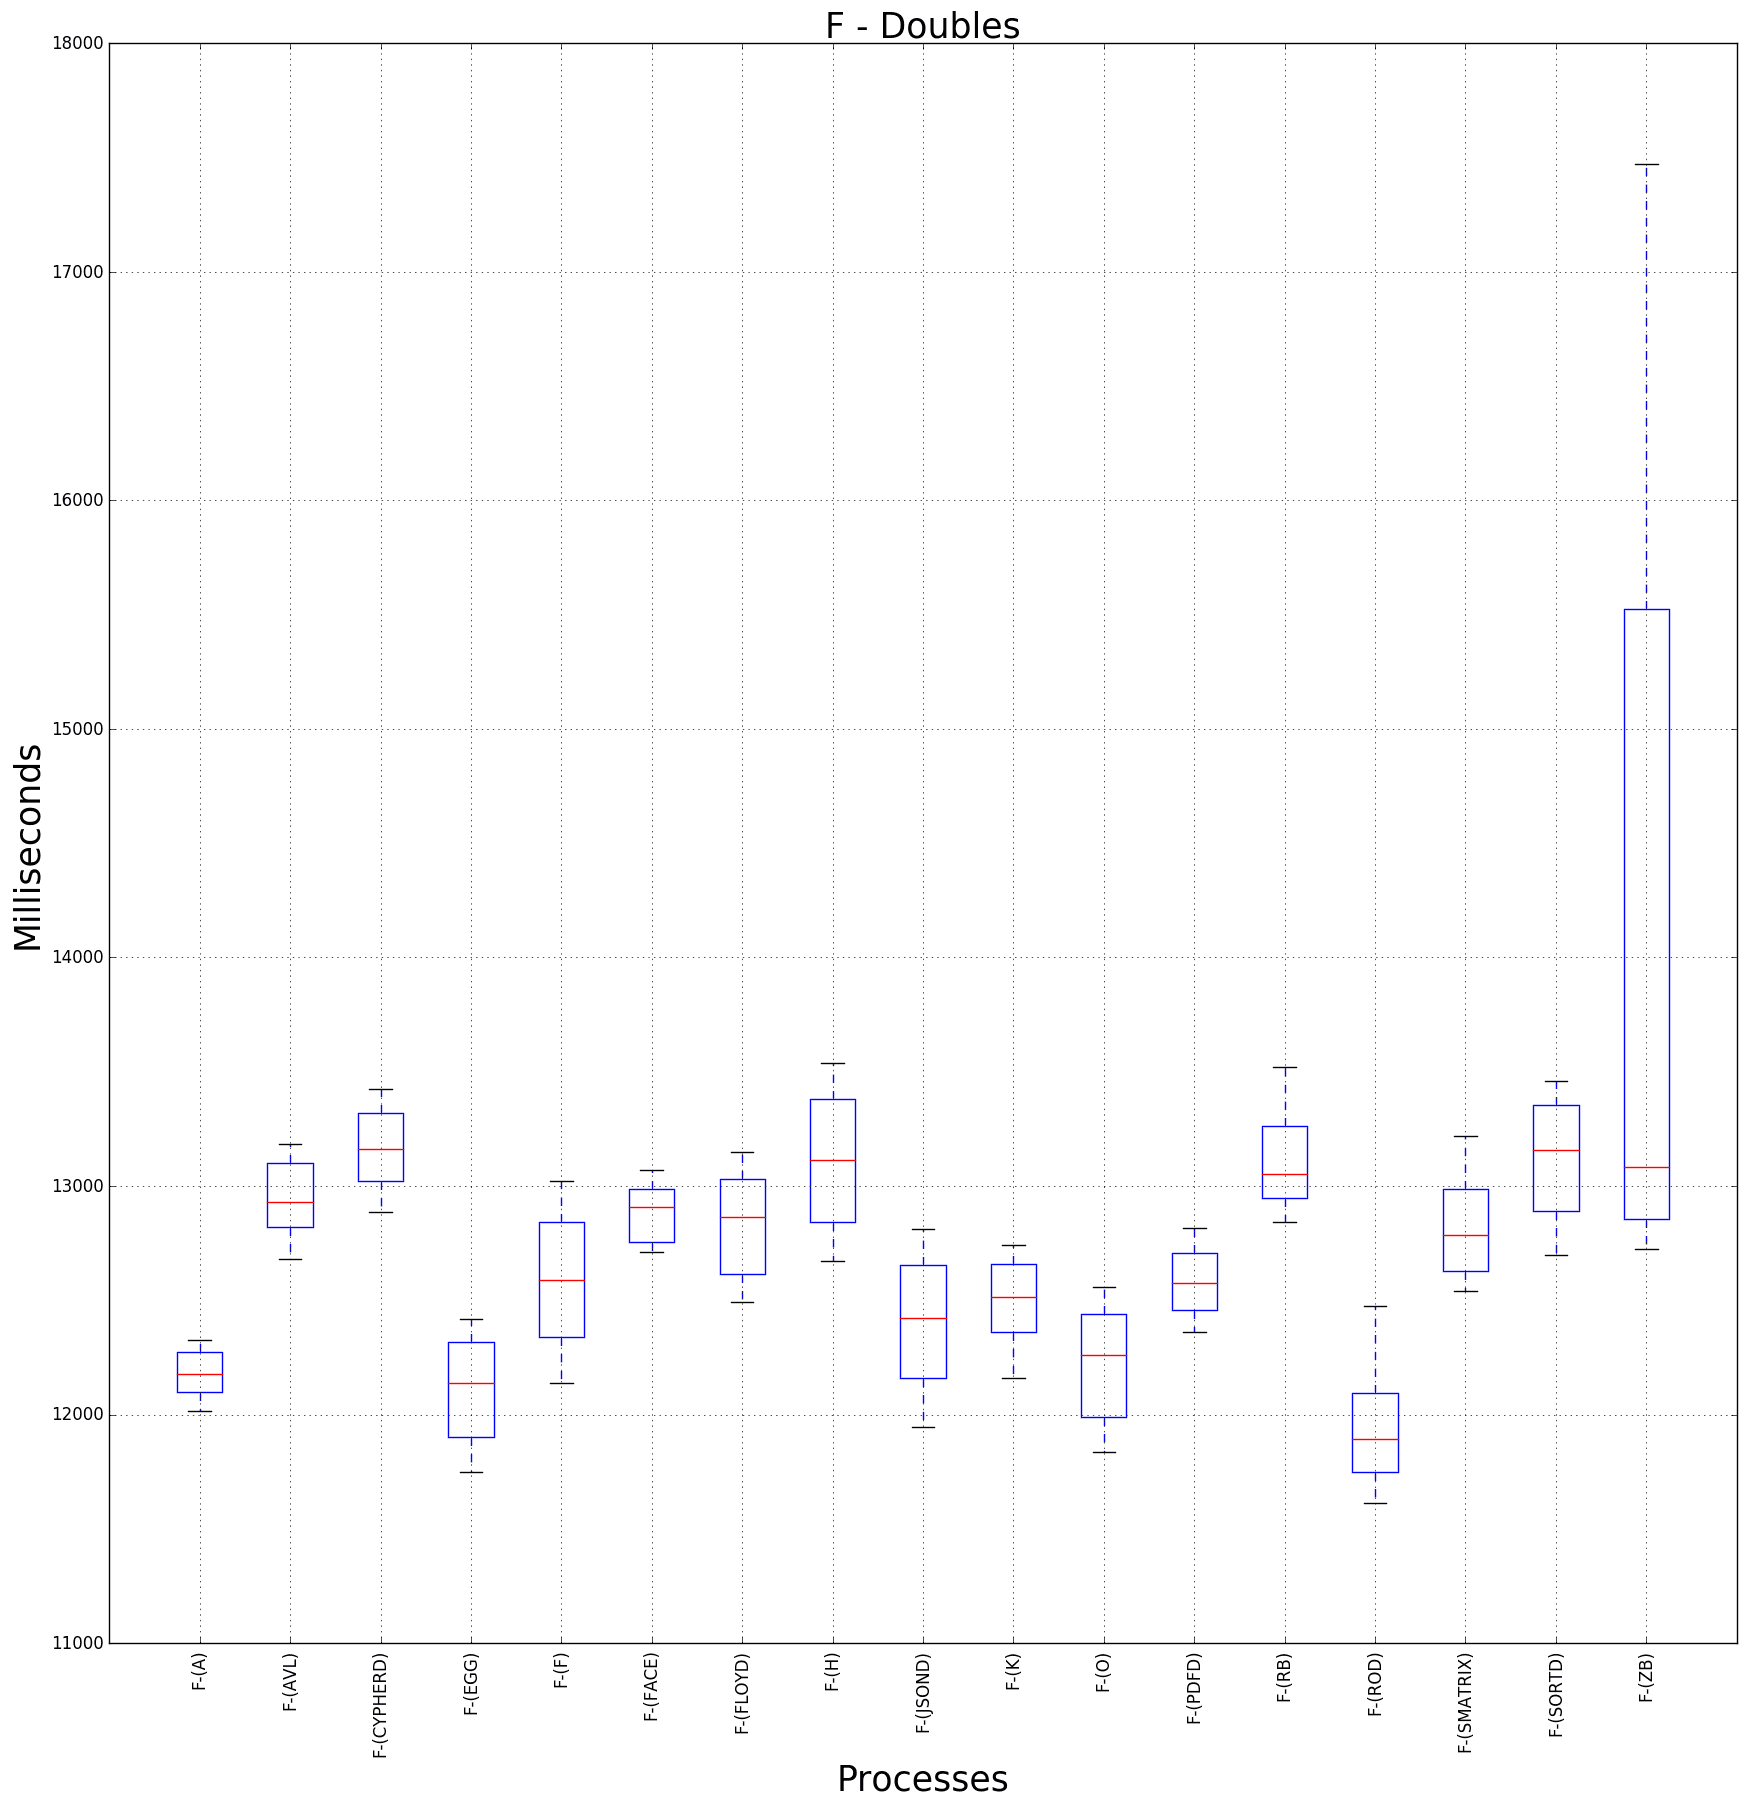 F - Doubles
Milliseconds
18000
17000
16000
15000
14000
13000
12000
11000
F-(A)
F-(AVL)
F-(CYPHERD)
F-(EGG)
F-(F)
F-(FACE)
F-(FLOYD)
F-(H)
F-(JSOND)
F-(K)
F-(O)
F-(PDFD)
F-(RB)
F-(ROD)
F-(SMATRIX)
F-(SORTD)
F-(ZB)
Processes